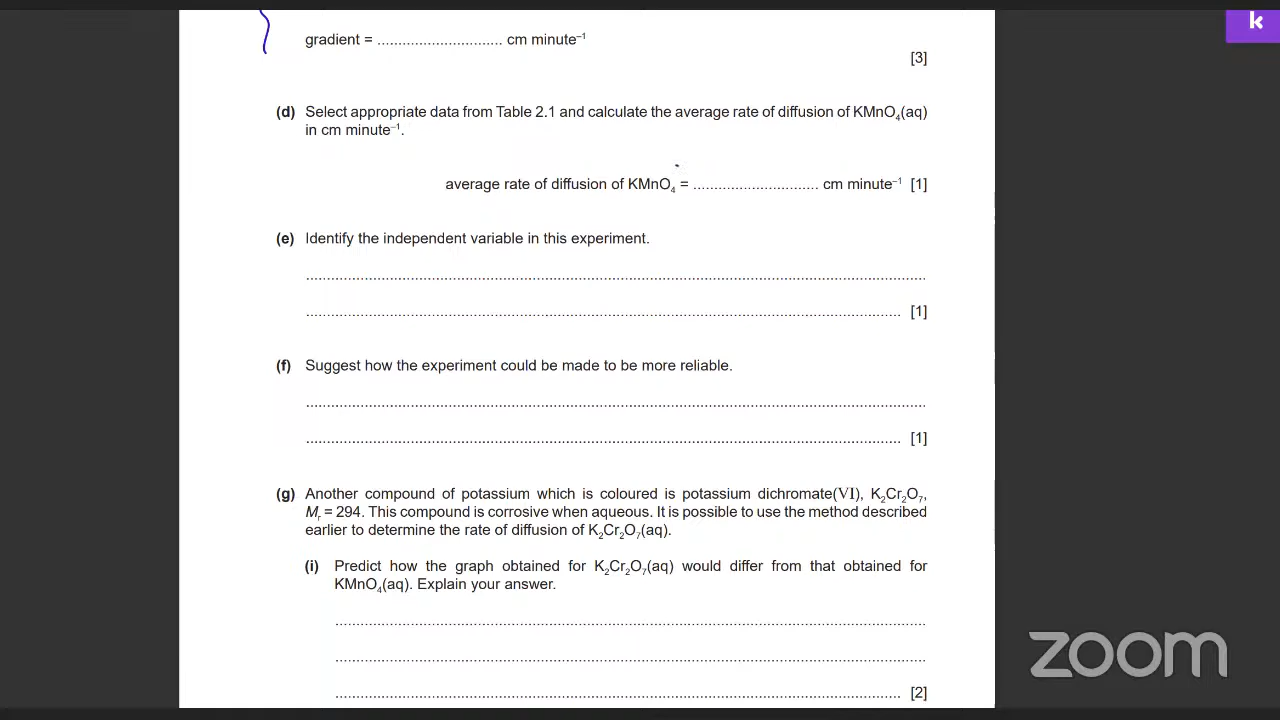 k
gradient = .............................. cm minute⁻¹
[3]
(d) Select appropriate data from Table 2.1 and calculate the average rate of diffusion of KMnO₄(aq)
in cm minute⁻¹.
average rate of diffusion of KMnO₄ = .............................. cm minute⁻¹ [1]
(e) Identify the independent variable in this experiment.
[1]
(f) Suggest how the experiment could be made to be more reliable.
[1]
(g) Another compound of potassium which is coloured is potassium dichromate(VI), K₂Cr₂O₇,
Mᵣ = 294. This compound is corrosive when aqueous. It is possible to use the method described
earlier to determine the rate of diffusion of K₂Cr₂O₇(aq).
(i) Predict how the graph obtained for K₂Cr₂O₇(aq) would differ from that obtained for
KMnO₄(aq). Explain your answer.
[2]
zoom